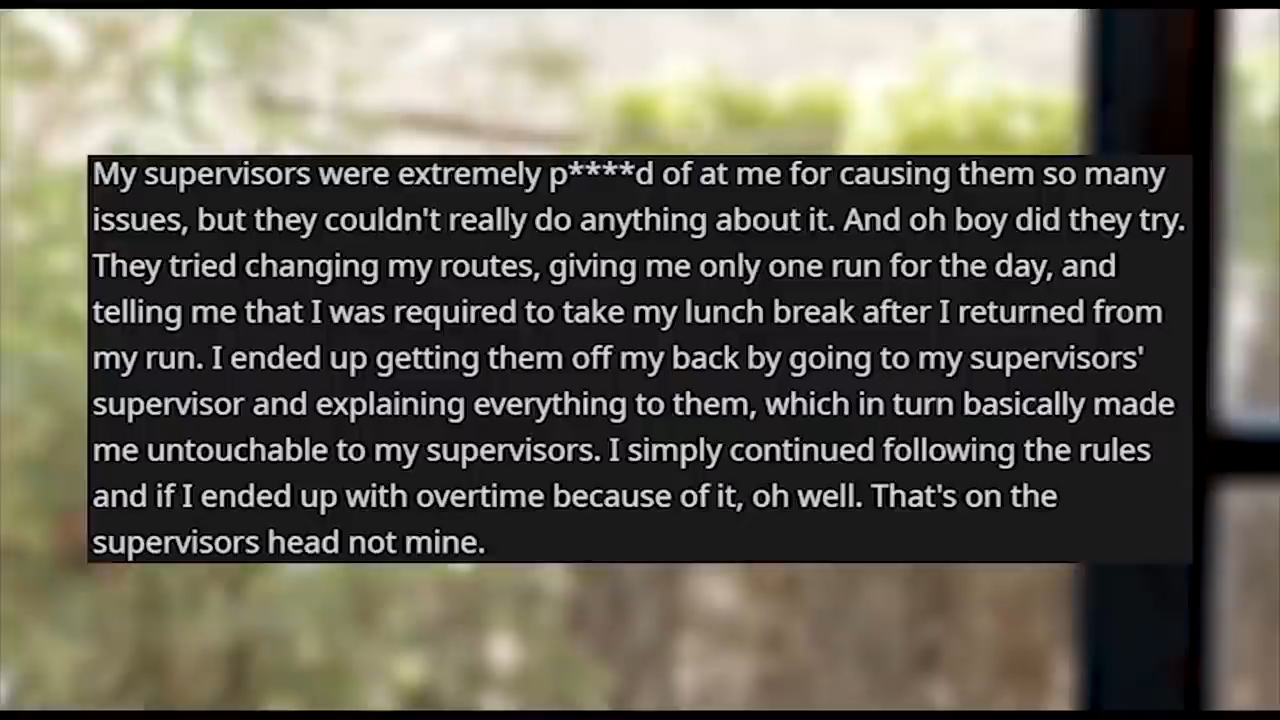 My supervisors were extremely p****d of at me for causing them so many
issues, but they couldn't really do anything about it. And oh boy did they try.
They tried changing my routes, giving me only one run for the day, and
telling me that I was required to take my lunch break after I returned from
my run. I ended up getting them off my back by going to my supervisors'
supervisor and explaining everything to them, which in turn basically made
me untouchable to my supervisors. I simply continued following the rules
and if I ended up with overtime because of it, oh well. That's on the
supervisors head not mine.